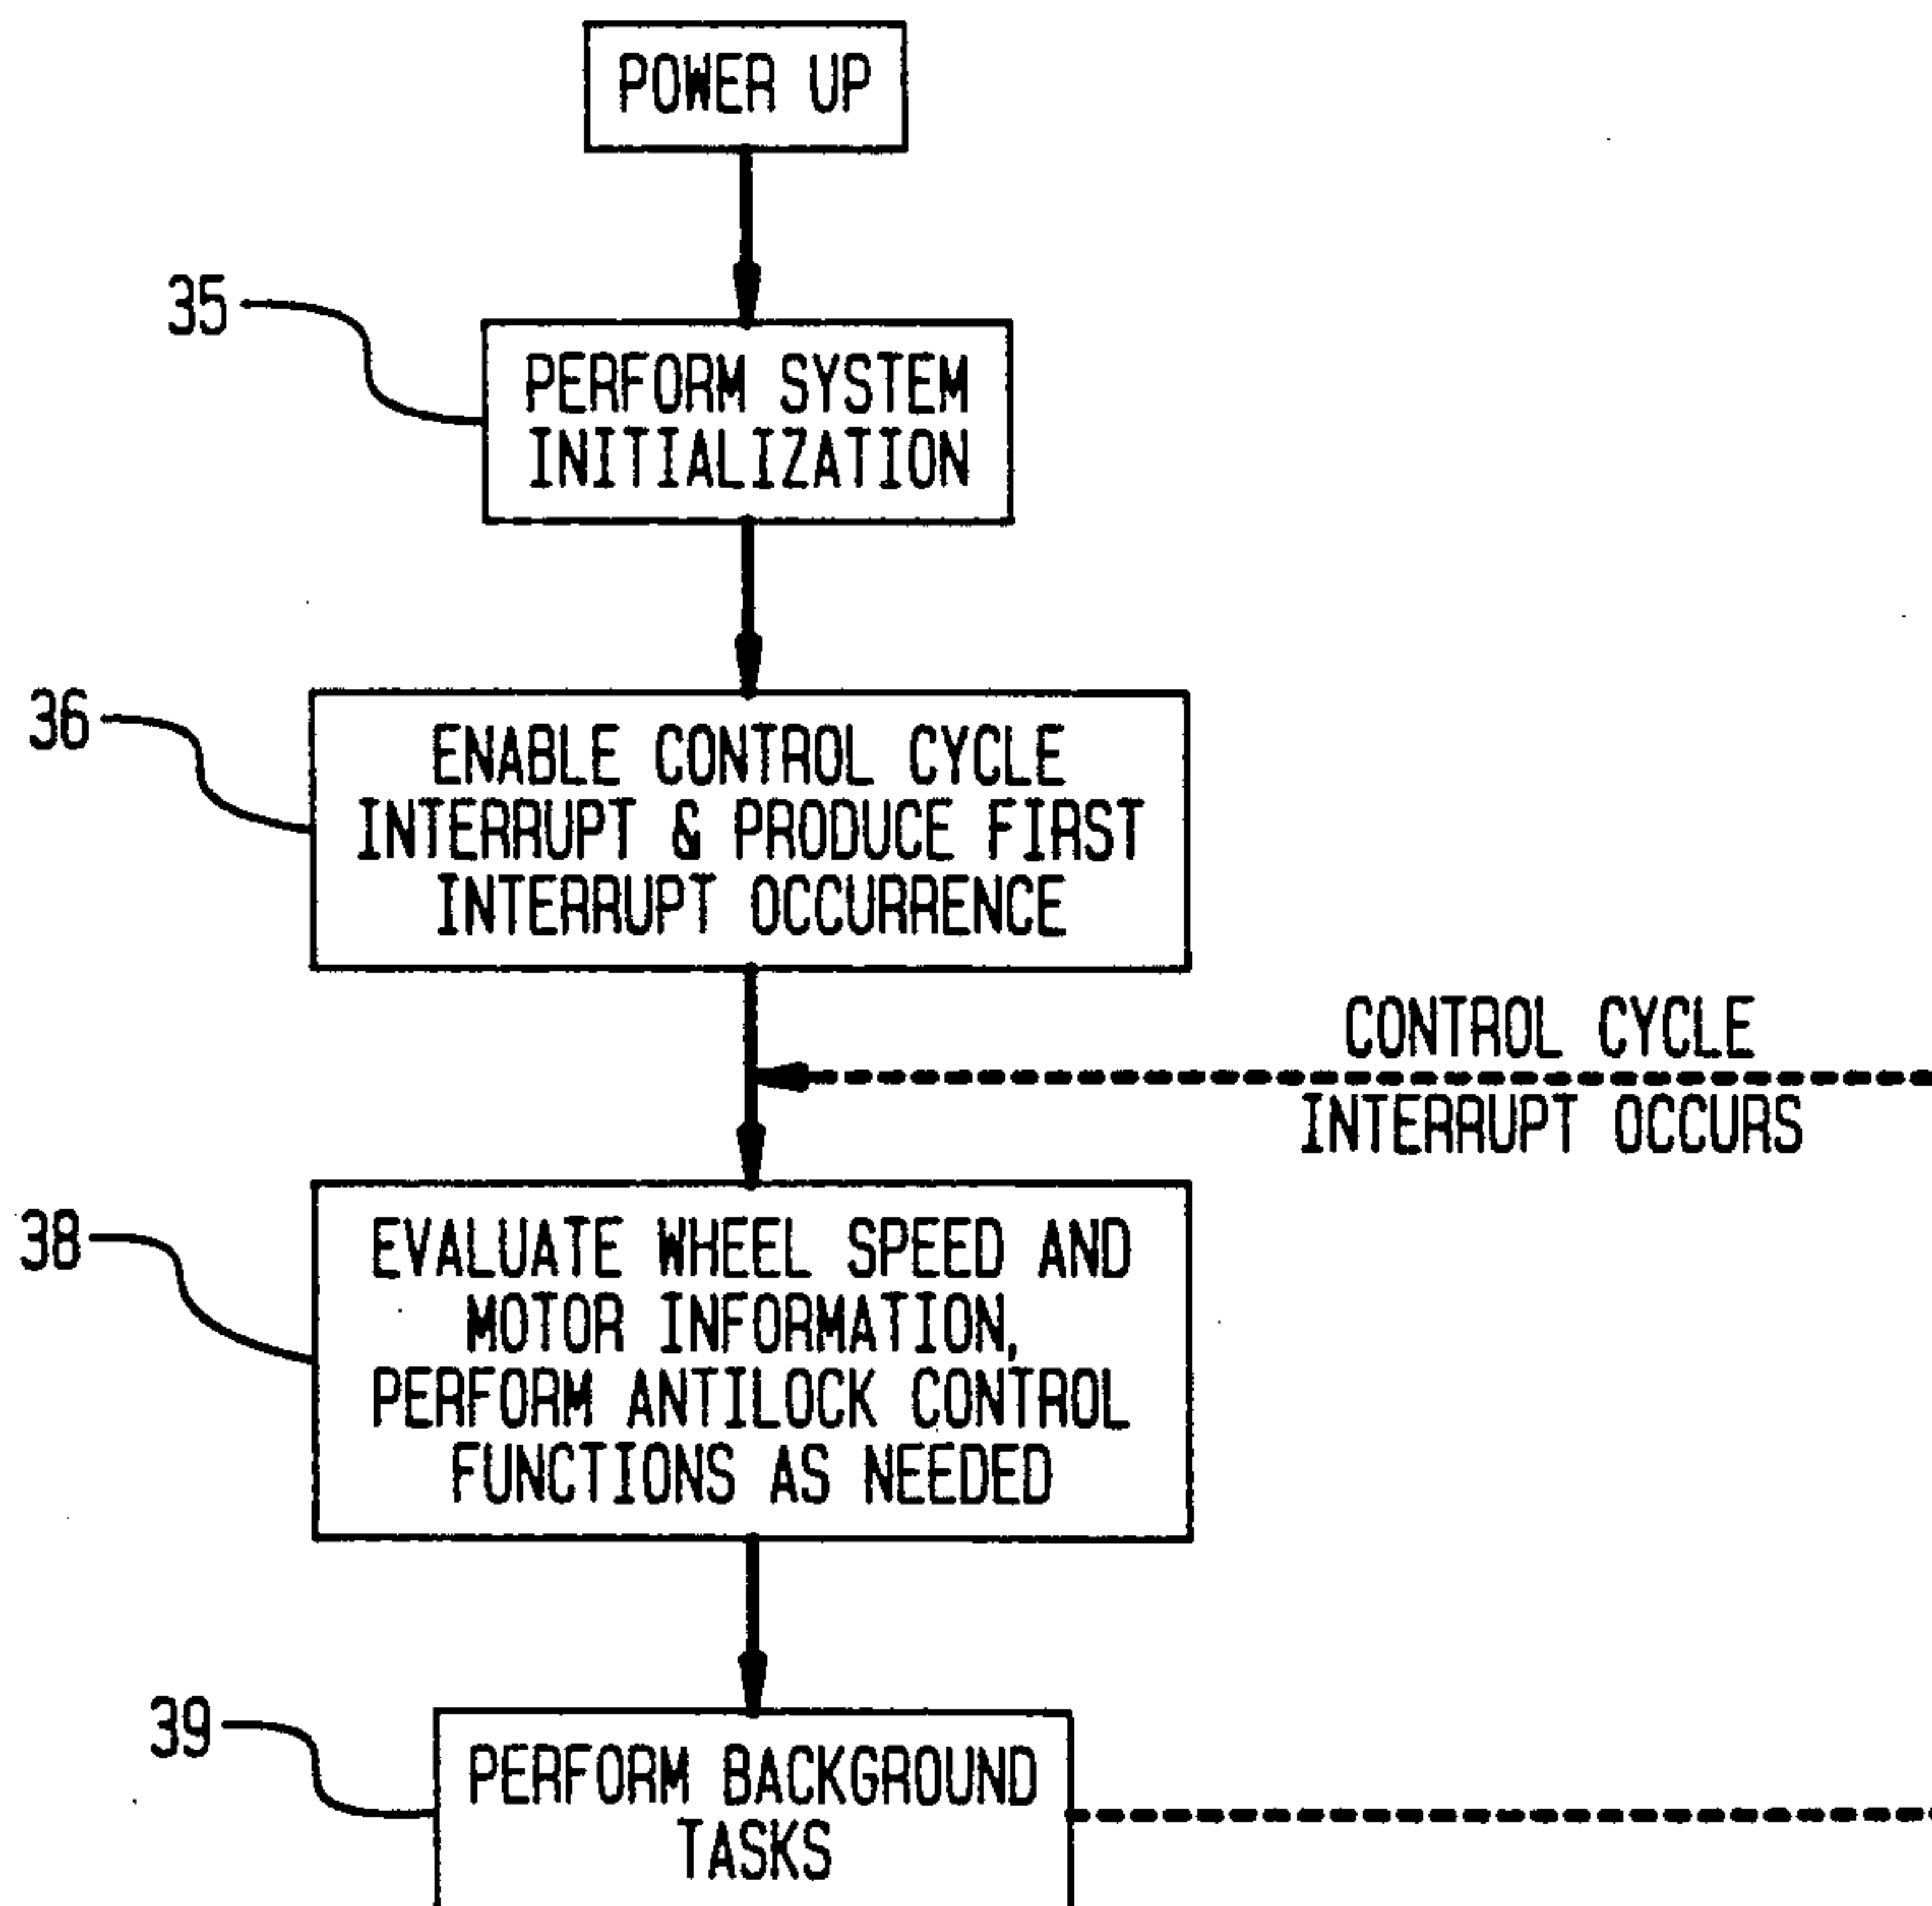 POWER UP
35
PERFORM SYSTEM
INITIALIZATION
36
ENABLE CONTROL CYCLE
INTERRUPT & PRODUCE FIRST
INTERRUPT OCCURRENCE
CONTROL CYCLE
INTERRUPT OCCURS
38
EVALUATE WHEEL SPEED AND
MOTOR INFORMATION,
PERFORM ANTILOCK CONTROL
FUNCTIONS AS NEEDED
39
PERFORM BACKGROUND
TASKS